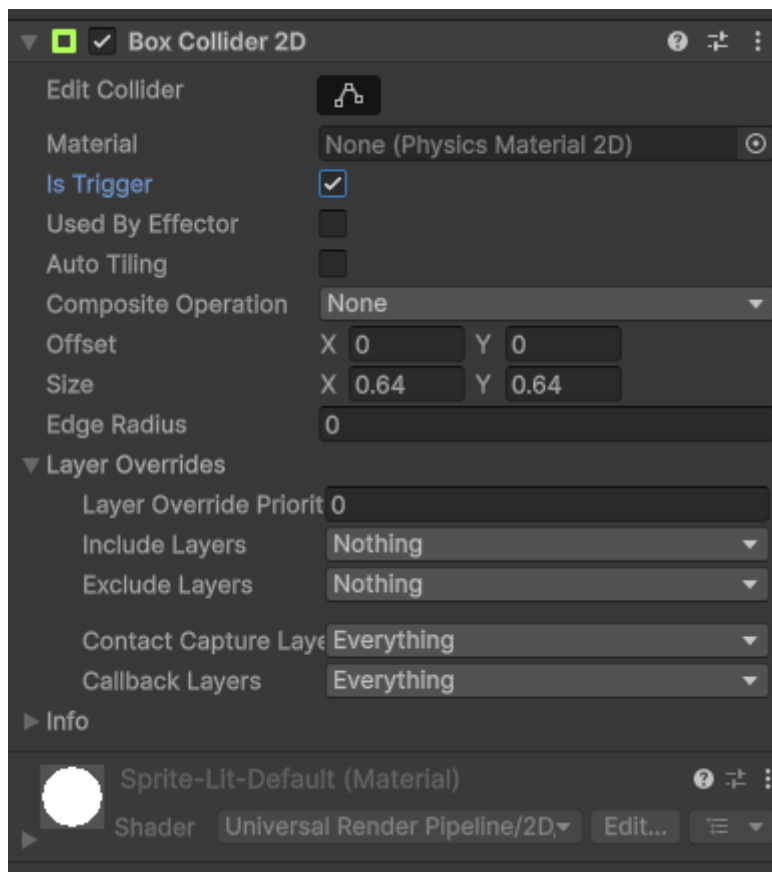 Box Collider 2D
Edit Collider
Material None (Physics Material 2D)
Is Trigger
Used By Effector
Auto Tiling
Composite Operation None
Offset X 0 Y 0
Size X 0.64 Y 0.64
Edge Radius 0
Layer Overrides
Layer Override Priorit 0
Include Layers Nothing
Exclude Layers Nothing
Contact Capture Laye Everything
Callback Layers Everything
Info
Sprite-Lit-Default (Material)
Shader Universal Render Pipeline/2D, Edit...